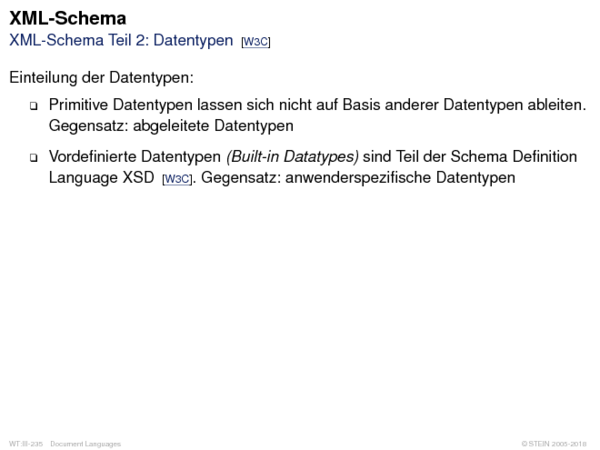 XML-Schema
XML-Schema Teil 2: Datentypen [W3C]
Einteilung der Datentypen:
❑ Primitive Datentypen lassen sich nicht auf Basis anderer Datentypen ableiten.
Gegensatz: abgeleitete Datentypen
❑ Vordefinierte Datentypen (Built-in Datatypes) sind Teil der Schema Definition
Language XSD [W3C]. Gegensatz: anwenderspezifische Datentypen
WT:III-235 Document Languages
© STEIN 2005-2018